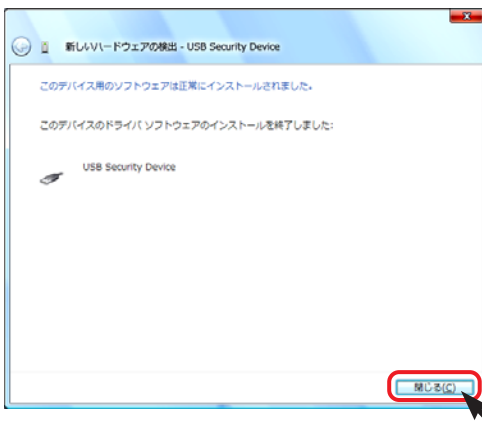 新しいハードウェアの検出 - USB Security Device
このデバイス用のソフトウェアは正常にインストールされました。
このデバイスのドライバ ソフトウェアのインストールを終了しました:
USB Security Device
閉じる(C)